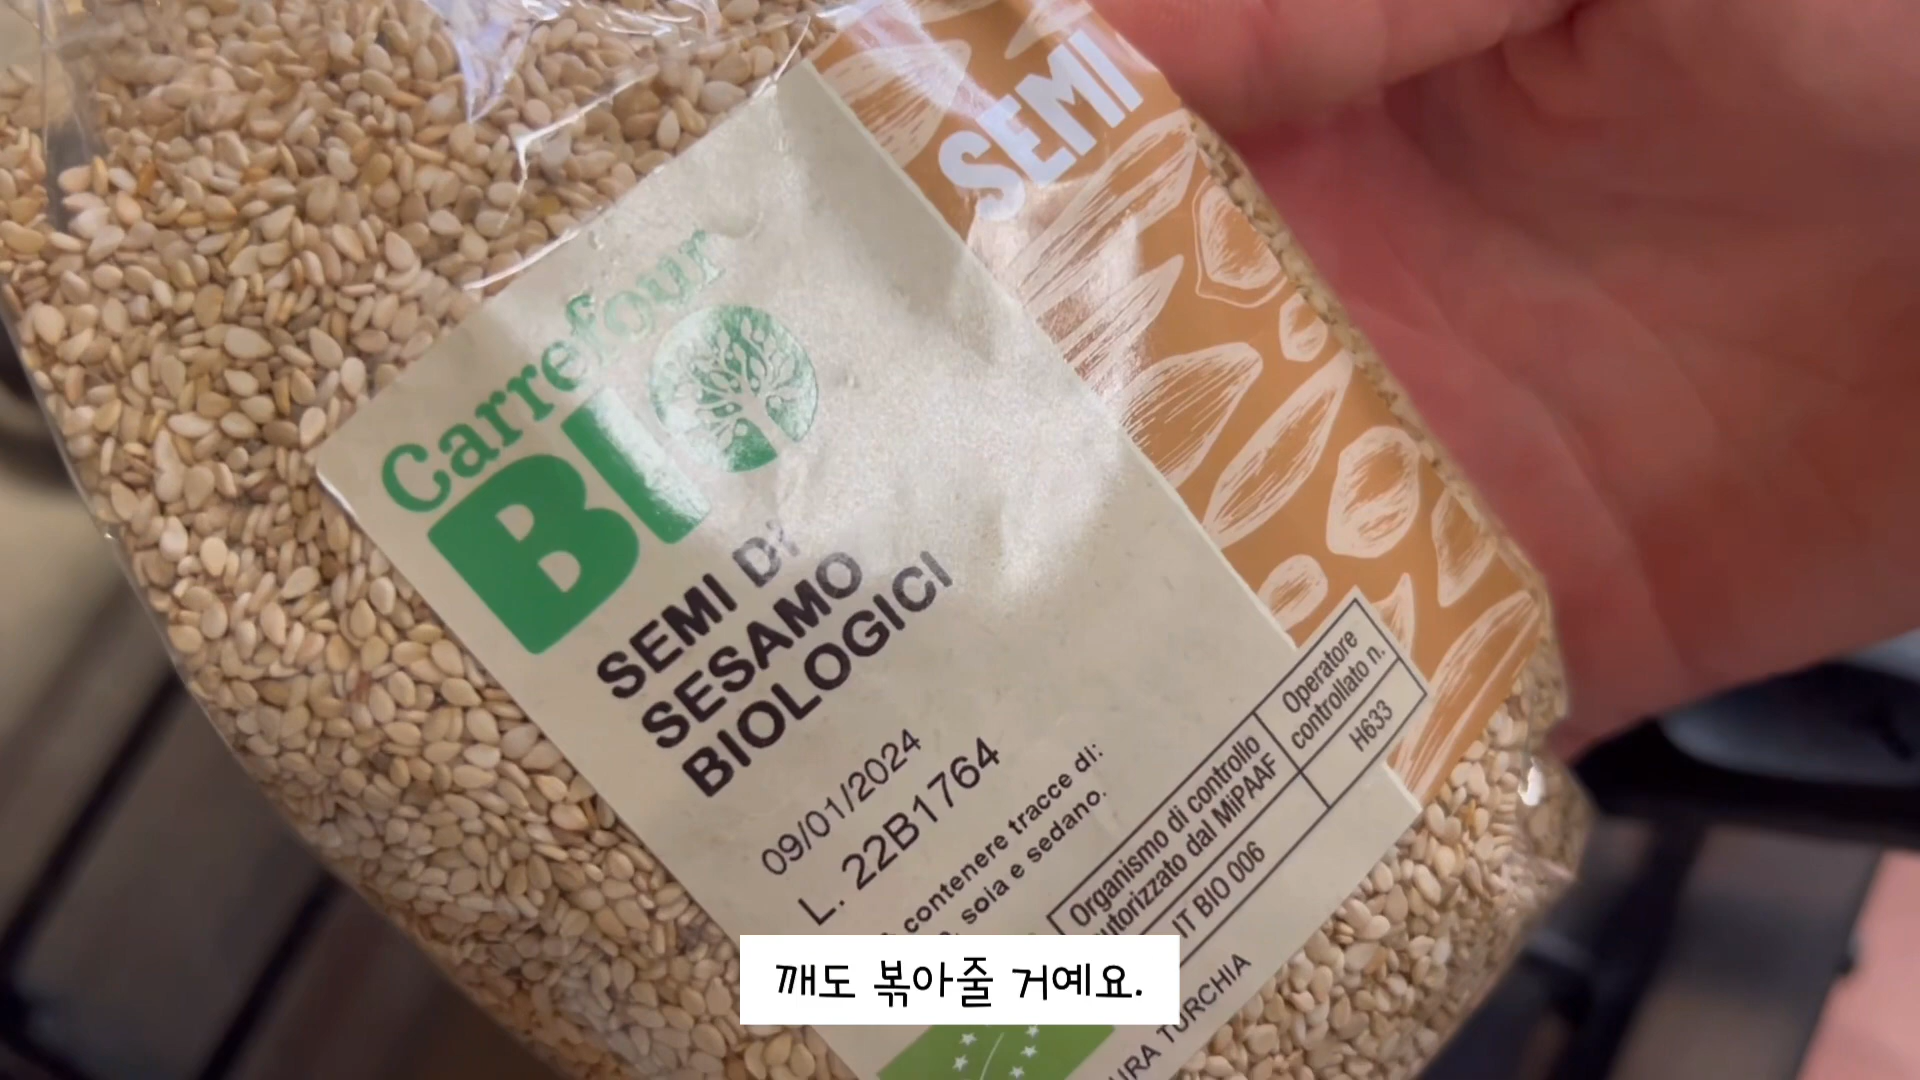 SEMI
Carrefour
BIO
SEMI DI
SESAMO
BIOLOGICI
09/01/2024
L. 22B1764
contenere tracce di:
soia e sedano.
Organismo di controllo
autorizzato dal MiPAAF
IT BIO 006
Operatore
controllato n.
H633
TURCHIA
깨도 볶아줄 거예요.